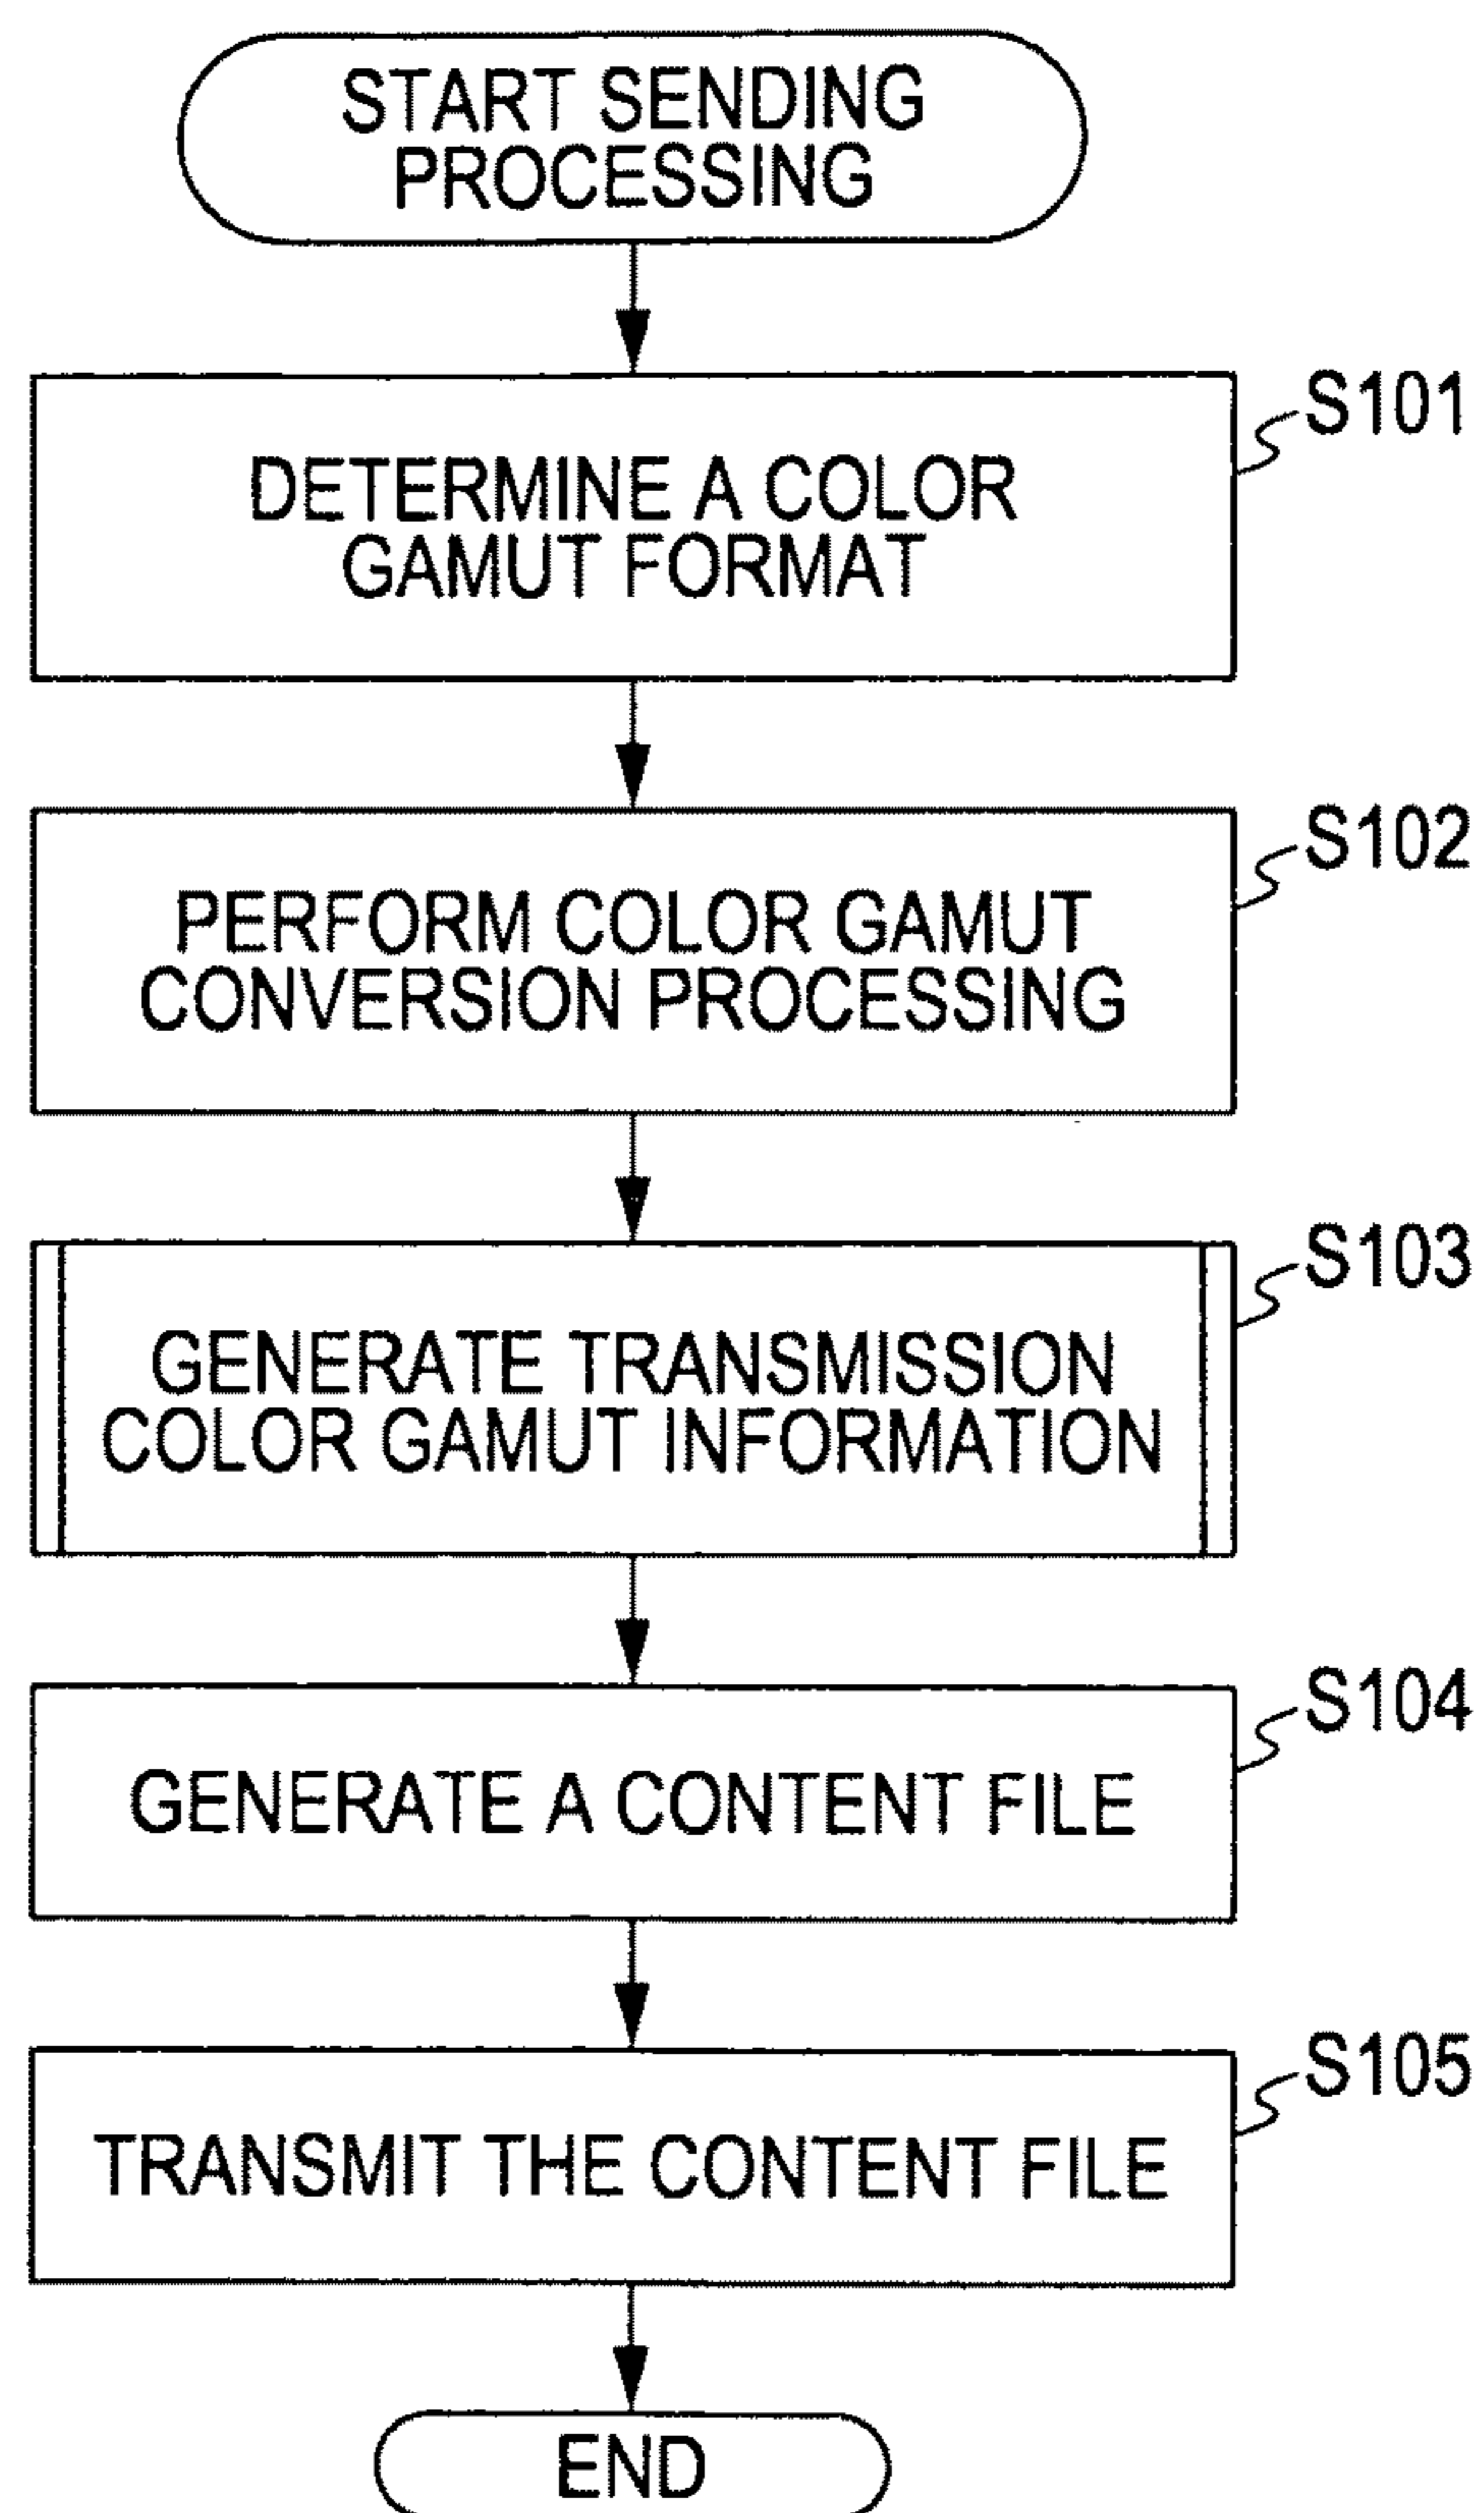 START SENDING
PROCESSING
S101
DETERMINE A COLOR
GAMUT FORMAT
S102
PERFORM COLOR GAMUT
CONVERSION PROCESSING
S103
GENERATE TRANSMISSION
COLOR GAMUT INFORMATION
S104
GENERATE A CONTENT FILE
S105
TRANSMIT THE CONTENT FILE
END